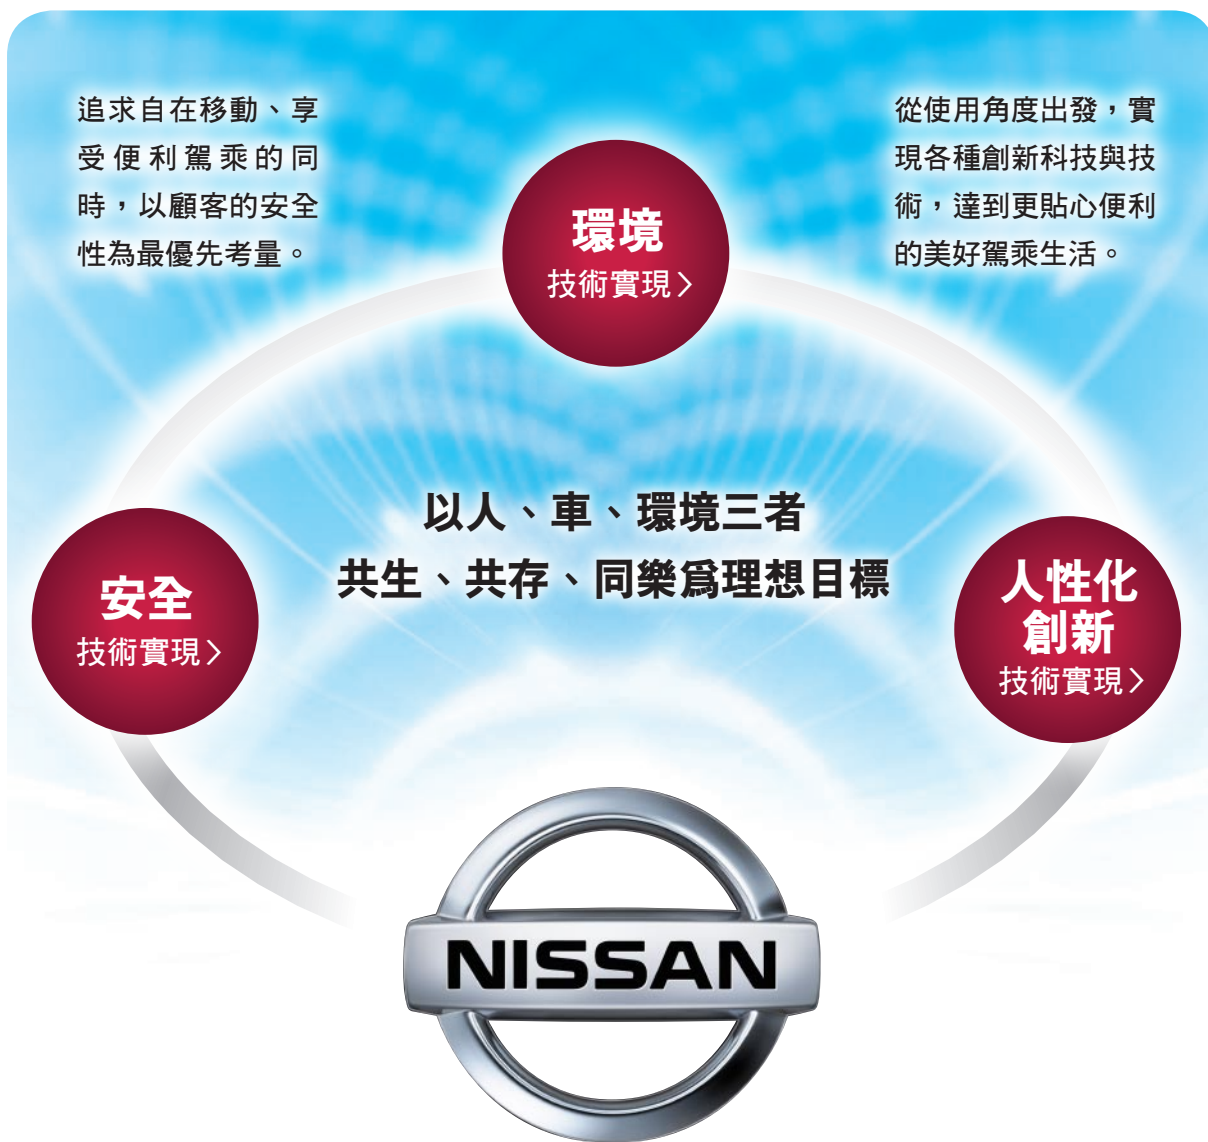 追求自在移動、享
受便利駕乘的同
時，以顧客的安全
性為最優先考量。
從使用角度出發，實
現各種創新科技與技
術，達到更貼心便利
的美好駕乘生活。
環境
技術實現〉
以人、車、環境三者
共生、共存、同樂爲理想目標
安全
技術實現〉
人性化
創新
技術實現〉
NISSAN